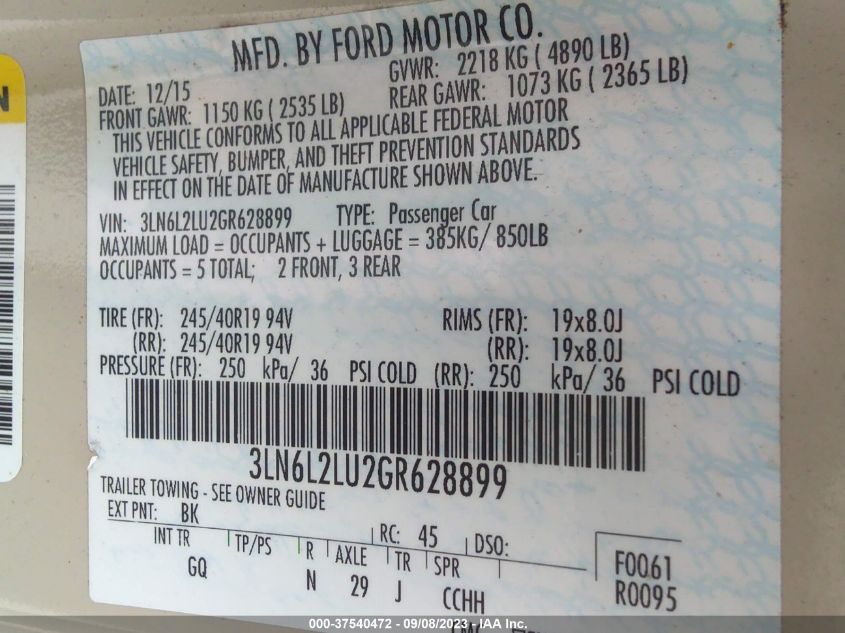 N
MFD. BY FORD MOTOR CO.
DATE: 12/15 GVWR: 2218 KG ( 4890 LB)
FRONT GAWR: 1150 KG ( 2535 LB) REAR GAWR: 1073 KG ( 2365 LB)
THIS VEHICLE CONFORMS TO ALL APPLICABLE FEDERAL MOTOR
VEHICLE SAFETY, BUMPER, AND THEFT PREVENTION STANDARDS
IN EFFECT ON THE DATE OF MANUFACTURE SHOWN ABOVE.
VIN: 3LN6L2LU2GR628899 TYPE: Passenger Car
MAXIMUM LOAD = OCCUPANTS + LUGGAGE = 385KG/ 850LB
OCCUPANTS = 5 TOTAL; 2 FRONT, 3 REAR
TIRE (FR): 245/40R19 94V RIMS (FR): 19x8.0J
(RR): 245/40R19 94V (RR): 19x8.0J
PRESSURE (FR): 250 kPa/ 36 PSI COLD (RR): 250 kPa/ 36 PSI COLD
3LN6L2LU2GR628899
TRAILER TOWING - SEE OWNER GUIDE
EXT PNT: BK RC: 45 DSO:
INT TR TP/PS R AXLE TR SPR F0061
GQ N 29 J CCHH R0095
000-37540472 - 09/08/2023 - IAA Inc.